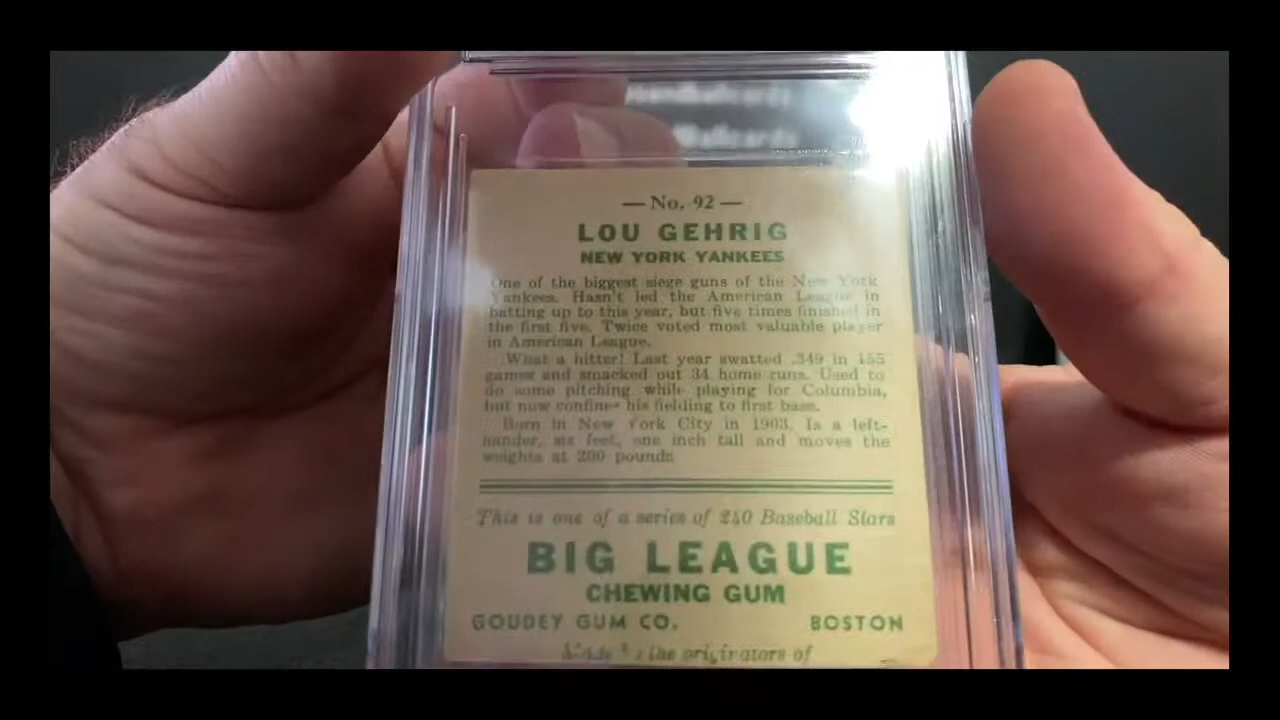 — No. 92 —
LOU GEHRIG
NEW YORK YANKEES
One of the biggest siege guns of the New York
Yankees. Hasn't led the American League in
batting up to this year, but five times finished in
the first five. Twice voted most valuable player
in American League.
What a hitter! Last year swatted .349 in 155
games and smacked out 34 home runs. Used to
do some pitching while playing for Columbia,
but now confines his fielding to first base.
Born in New York City in 1903. Is a left-
hander, six feet, one inch tall and moves the
weights at 200 pounds
This is one of a series of 240 Baseball Stars
BIG LEAGUE
CHEWING GUM
GOUDEY GUM CO. BOSTON
the originators of